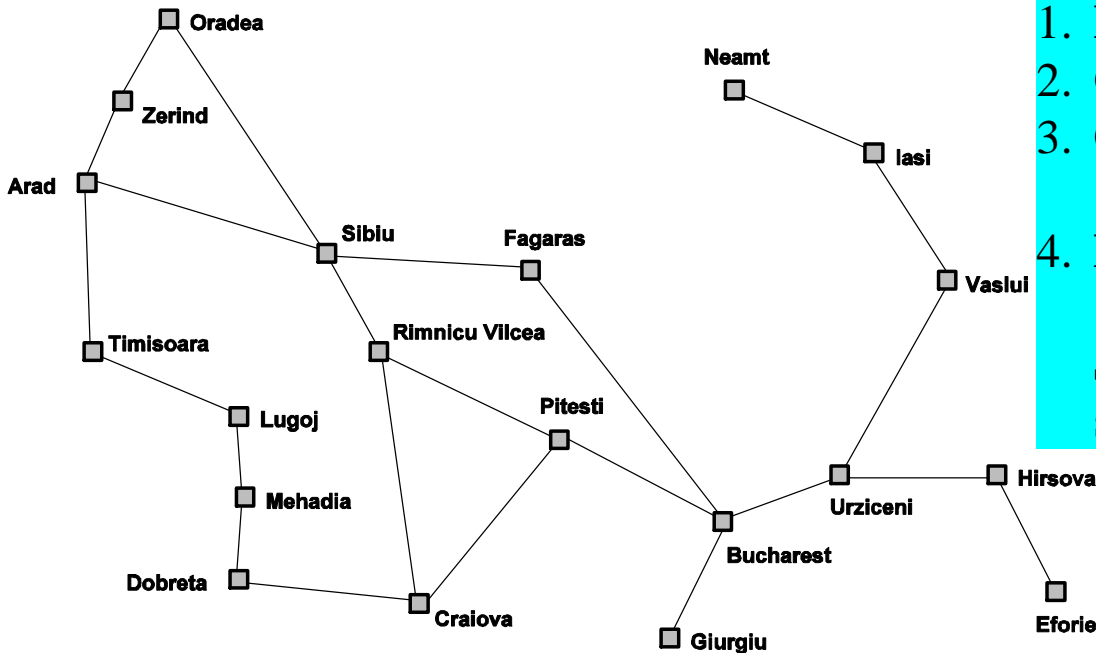 Oradea
Neamt
Zerind
Iasi
Arad
Sibiu
Fagaras
Vaslui
Timisoara
Rimnicu Vilcea
Lugoj
Pitesti
Mehadia
Hirsova
Urziceni
Bucharest
Dobreta
Craiova
Eforie
Giurgiu
1.
2.
3.
4.